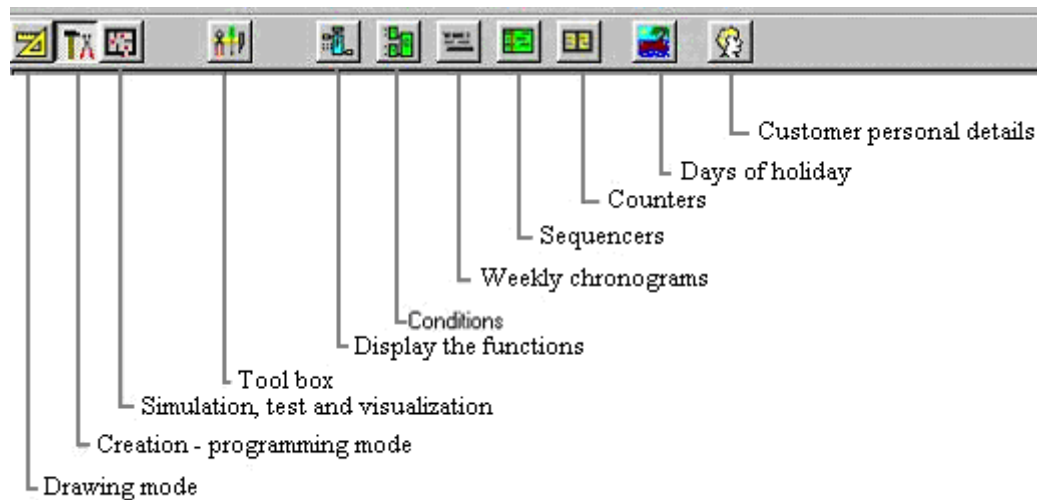 Customer personal details
Days of holiday
Counters
Sequencers
Weekly chronograms
Conditions
Display the functions
Tool box
Simulation, test and visualization
Creation - programming mode
Drawing mode